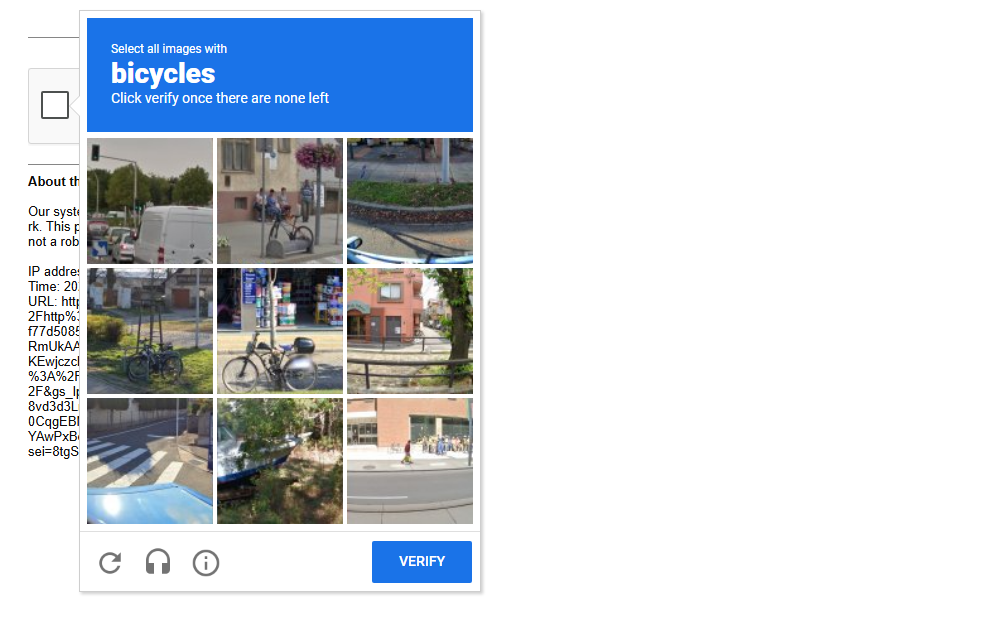 Select all images with
bicycles
Click verify once there are none left
About th
Our syste
rk. This p
not a rob
IP addres
Time: 20
URL: http
2Fhttp%3
f77d5085
RmUkAA
KEwjczcl
%3A%2F
2F&gs_lp
8vd3d3L
0CqgEBI
YAwPxB
sei=8tgS
VERIFY